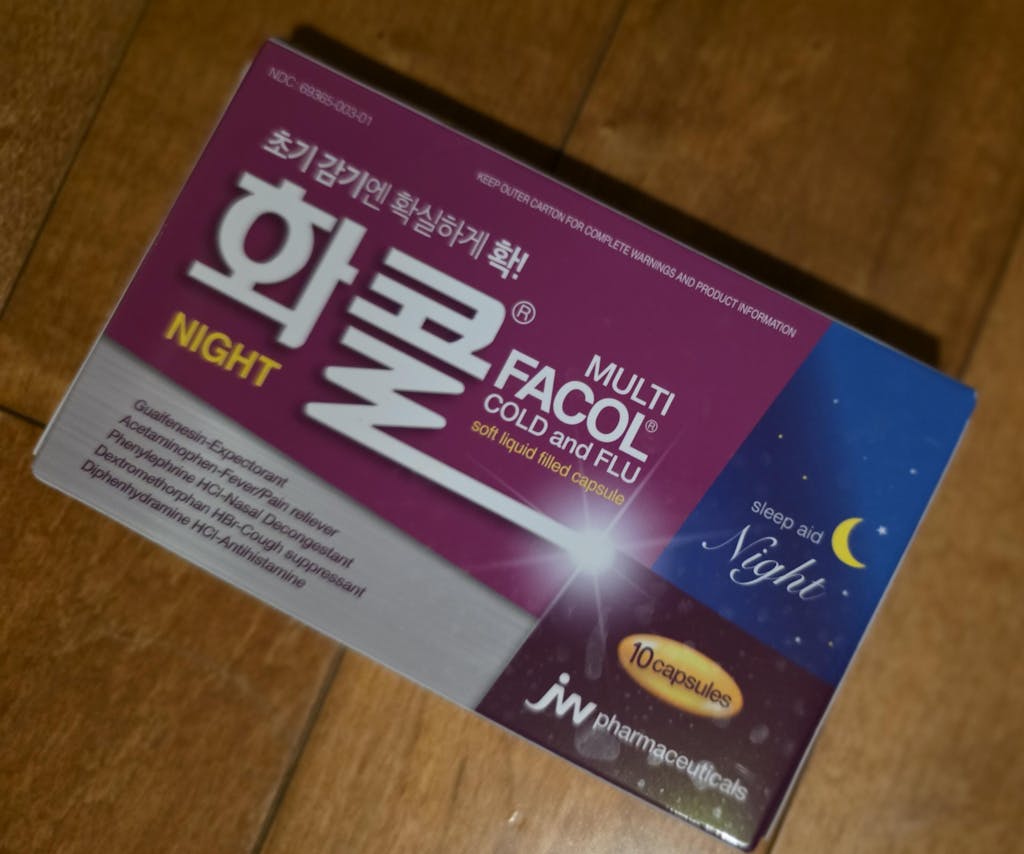 NDC: 69365-003-01
KEEP OUTER CARTON FOR COMPLETE WARNINGS AND PRODUCT INFORMATION
초기 감기엔 확실하게 확!
화콜®
NIGHT
MULTI
FACOL®
COLD and FLU
soft liquid filled capsule
Guaifenesin-Expectorant
Acetaminophen-Fever/Pain reliever
Phenylephrine HCl-Nasal Decongestant
Dextromethorphan HBr-Cough suppressant
Diphenhydramine HCl-Antihistamine
sleep aid
Night
10 capsules
jw pharmaceuticals